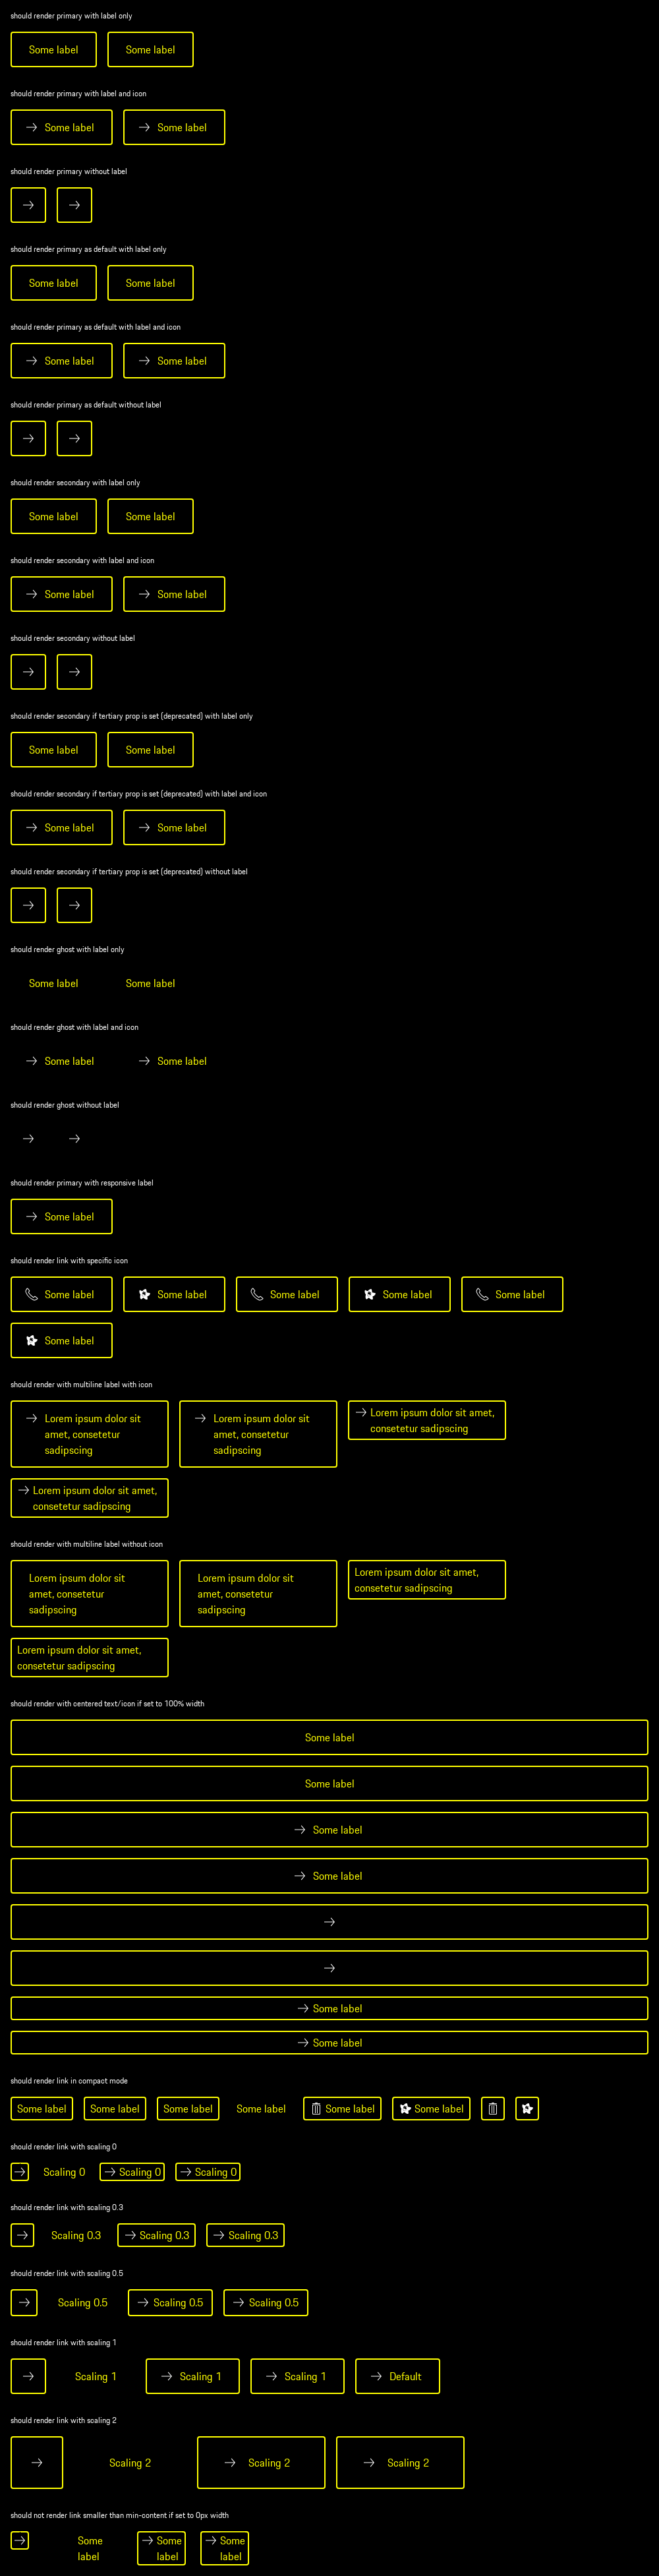 should render primary with label only
Some label Some label
should render primary with label and icon
Some label Some label
should render primary without label
should render primary as default with label only
Some label Some label
should render primary as default with label and icon
Some label Some label
should render primary as default without label
should render secondary with label only
Some label Some label
should render secondary with label and icon
Some label Some label
should render secondary without label
should render secondary if tertiary prop is set (deprecated) with label only
Some label Some label
should render secondary if tertiary prop is set (deprecated) with label and icon
Some label Some label
should render secondary if tertiary prop is set (deprecated) without label
should render ghost with label only
Some label Some label
should render ghost with label and icon
Some label Some label
should render ghost without label
should render primary with responsive label
Some label
should render link with specific icon
Some label Some label Some label Some label Some label
Some label
should render with multiline label with icon
Lorem ipsum dolor sit
amet, consetetur
sadipscing
Lorem ipsum dolor sit
amet, consetetur
sadipscing
Lorem ipsum dolor sit amet,
consetetur sadipscing
Lorem ipsum dolor sit amet,
consetetur sadipscing
should render with multiline label without icon
Lorem ipsum dolor sit
amet, consetetur
sadipscing
Lorem ipsum dolor sit
amet, consetetur
sadipscing
Lorem ipsum dolor sit amet,
consetetur sadipscing
Lorem ipsum dolor sit amet,
consetetur sadipscing
should render with centered text/icon if set to 100% width
Some label
Some label
Some label
Some label
Some label
Some label
should render link in compact mode
Some label Some label Some label Some label Some label Some label
should render link with scaling 0
Scaling 0 Scaling 0 Scaling 0
should render link with scaling 0.3
Scaling 0.3 Scaling 0.3 Scaling 0.3
should render link with scaling 0.5
Scaling 0.5 Scaling 0.5 Scaling 0.5
should render link with scaling 1
Scaling 1 Scaling 1 Scaling 1 Default
should render link with scaling 2
Scaling 2 Scaling 2 Scaling 2
should not render link smaller than min-content if set to 0px width
Some
label
Some
label
Some
label